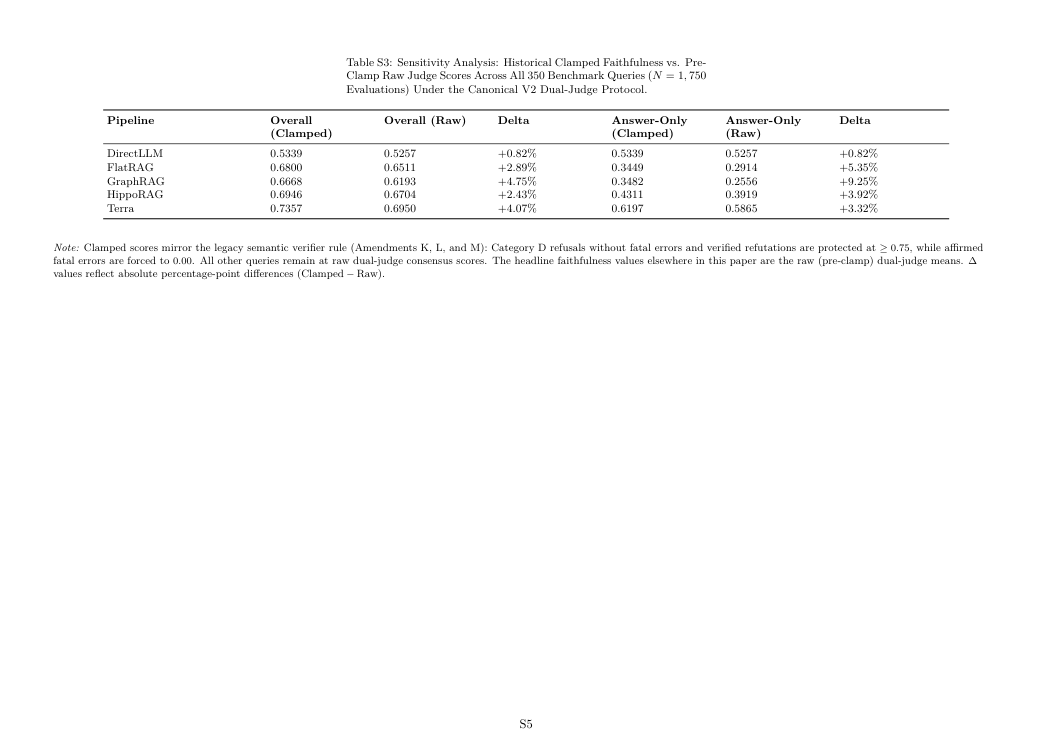 Table S3: Sensitivity Analysis: Historical Clamped Faithfulness vs. Pre-
Clamp Raw Judge Scores Across All 350 Benchmark Queries (N = 1, 750
Evaluations) Under the Canonical V2 Dual-Judge Protocol.
Pipeline Overall (Clamped) Overall (Raw) Delta Answer-Only (Clamped) Answer-Only (Raw) Delta
DirectLLM 0.5339 0.5257 +0.82% 0.5339 0.5257 +0.82%
FlatRAG 0.6800 0.6511 +2.89% 0.3449 0.2914 +5.35%
GraphRAG 0.6668 0.6193 +4.75% 0.3482 0.2556 +9.25%
HippoRAG 0.6946 0.6704 +2.43% 0.4311 0.3919 +3.92%
Terra 0.7357 0.6950 +4.07% 0.6197 0.5865 +3.32%
Note: Clamped scores mirror the legacy semantic verifier rule (Amendments K, L, and M): Category D refusals without fatal errors and verified refutations are protected at ≥ 0.75, while affirmed
fatal errors are forced to 0.00. All other queries remain at raw dual-judge consensus scores. The headline faithfulness values elsewhere in this paper are the raw (pre-clamp) dual-judge means. Δ
values reflect absolute percentage-point differences (Clamped − Raw).
S5